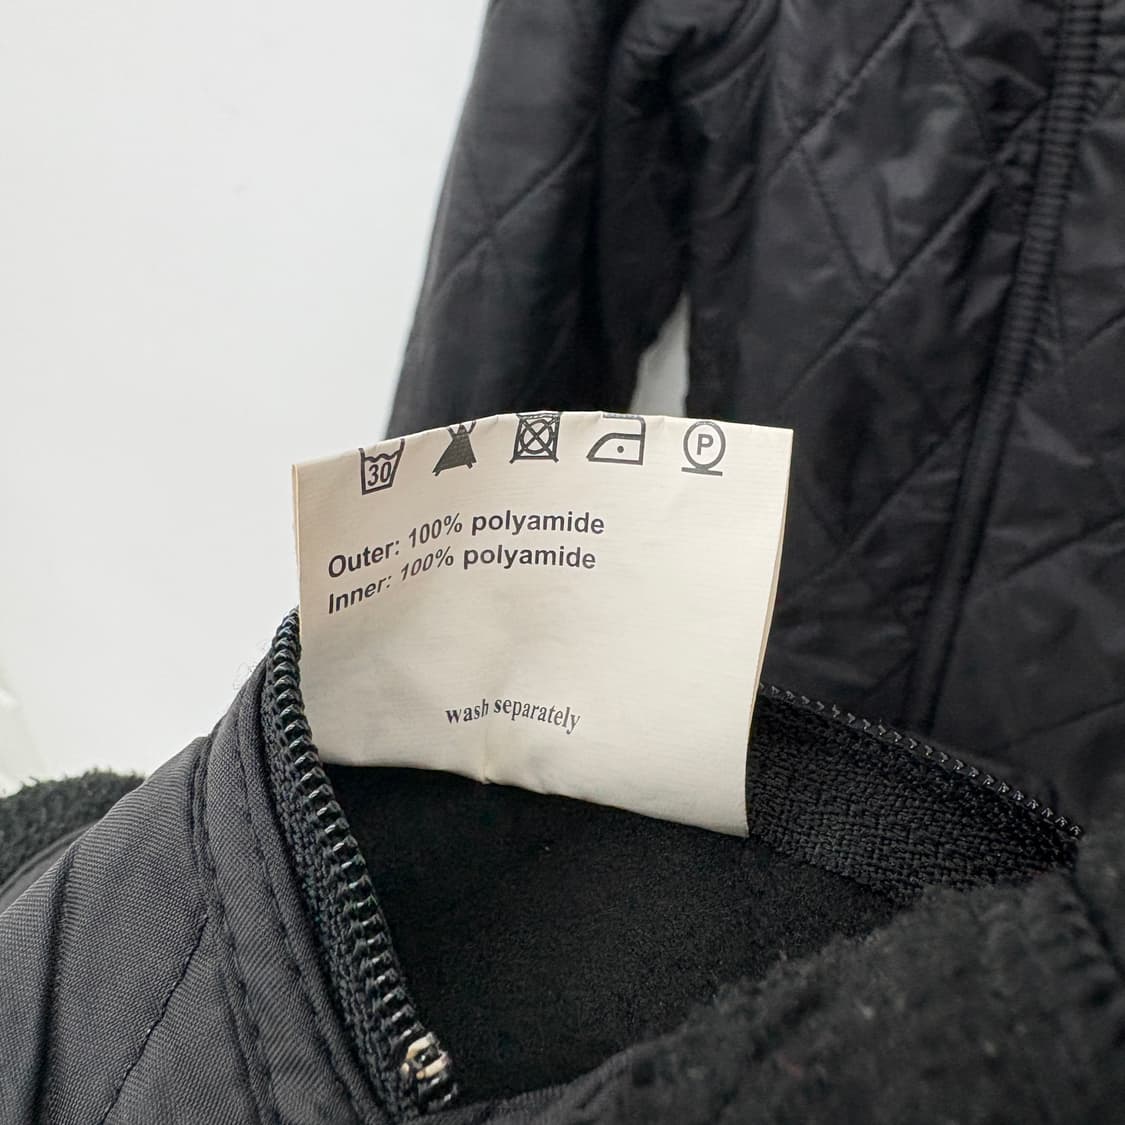 30 P
Outer: 100% polyamide
Inner: 100% polyamide
wash separately